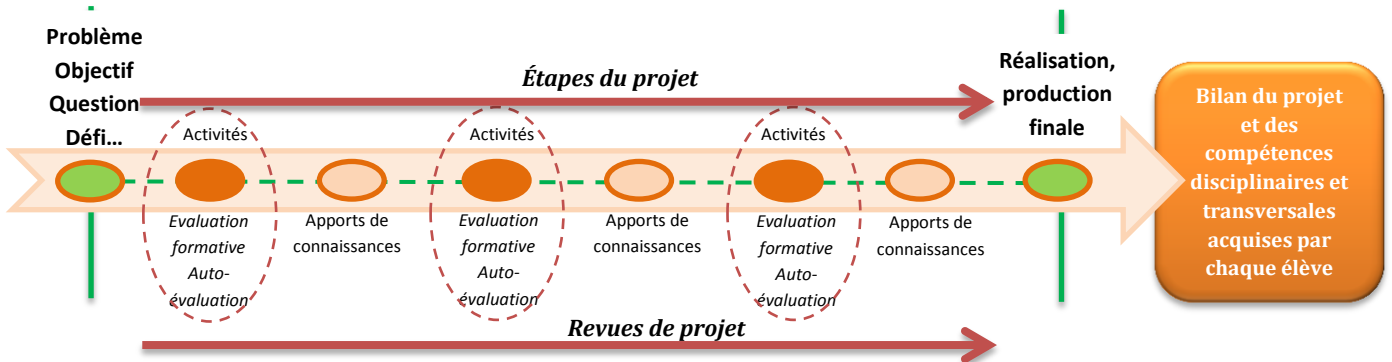 Problème
Objectif
Question
Défi...
Étapes du projet
Réalisation,
production
finale
Activités
Activités
Activités
Evaluation
formative
Auto-
évaluation
Apports de
connaissances
Evaluation
formative
Auto-
évaluation
Apports de
connaissances
Evaluation
formative
Auto-
évaluation
Apports de
connaissances
Revues de projet
Bilan du projet
et des
compétences
disciplinaires et
transversales
acquises par
chaque élève